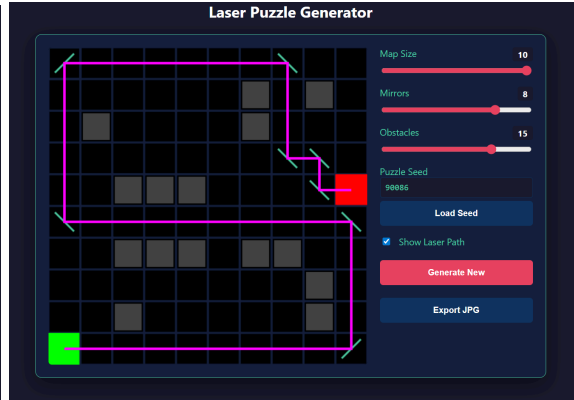 Laser Puzzle Generator
Map Size 10
Mirrors 8
Obstacles 15
Puzzle Seed
90086
Load Seed
Show Laser Path
Generate New
Export JPG